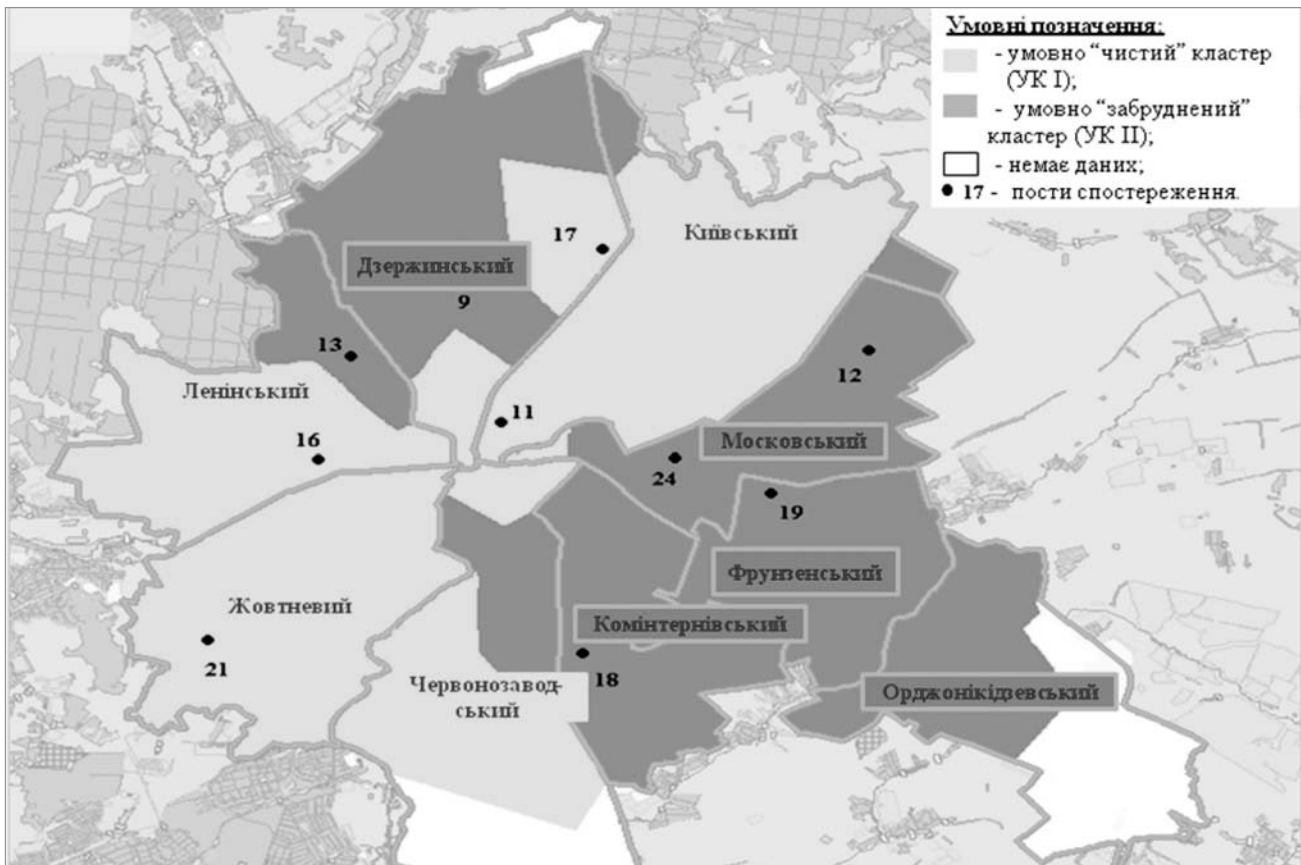 Умовні позначення:
- умовно “чистий” кластер
(УК І);
- умовно “забруднений”
кластер (УК ІІ);
- немає даних;
17 - пости спостереження.
Київський
17
Дзержинський
9
13
12
Ленінський
11
Московський
16
24
19
Фрунзенський
Жовтневий
Комінтернівський
21
18
Червонозавод-
ський
Орджонікідзевський